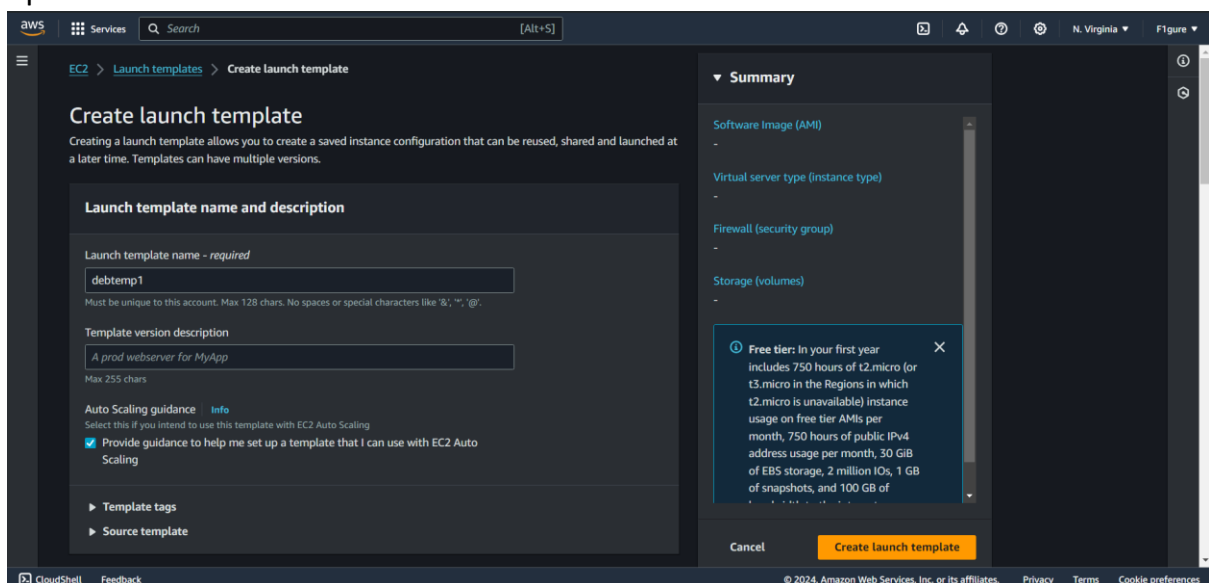 aws Services Search [Alt+S] N. Virginia F1gure
EC2 > Launch templates > Create launch template
Create launch template
Creating a launch template allows you to create a saved instance configuration that can be reused, shared and launched at
a later time. Templates can have multiple versions.
Launch template name and description
Launch template name - required
debtemp1
Must be unique to this account. Max 128 chars. No spaces or special characters like '&', '*', '@'.
Template version description
A prod webserver for MyApp
Max 255 chars
Auto Scaling guidance Info
Select this if you intend to use this template with EC2 Auto Scaling
Provide guidance to help me set up a template that I can use with EC2 Auto
Scaling
Template tags
Source template
Summary
Software Image (AMI)
-
Virtual server type (instance type)
-
Firewall (security group)
-
Storage (volumes)
-
Free tier: In your first year
includes 750 hours of t2.micro (or
t3.micro in the Regions in which
t2.micro is unavailable) instance
usage on free tier AMIs per
month, 750 hours of public IPv4
address usage per month, 30 GiB
of EBS storage, 2 million IOs, 1 GB
of snapshots, and 100 GB of
Cancel Create launch template
CloudShell Feedback © 2024, Amazon Web Services, Inc. or its affiliates. Privacy Terms Cookie preferences